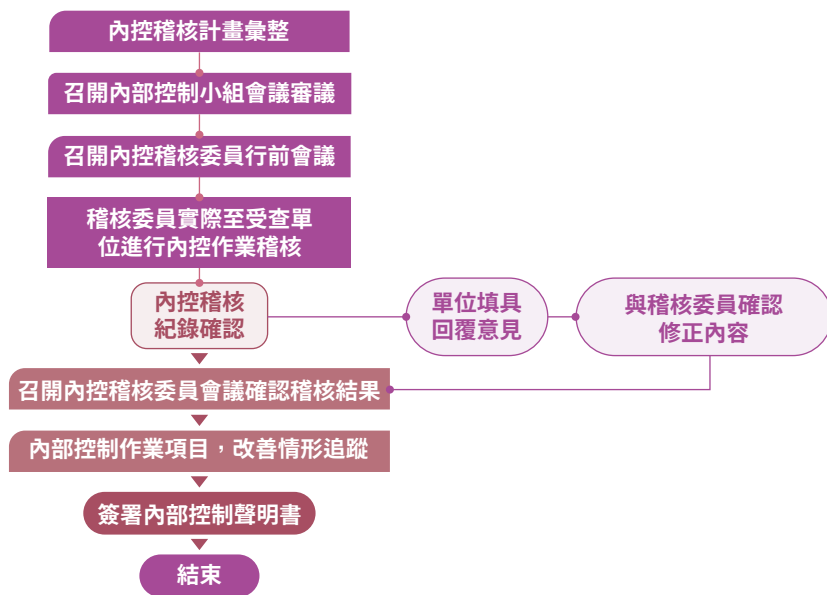 內控稽核計畫彙整
召開內部控制小組會議審議
召開內控稽核委員行前會議
稽核委員實際至受查單
位進行內控作業稽核
內控稽核
紀錄確認
單位填具
回覆意見
與稽核委員確認
修正內容
召開內控稽核委員會議確認稽核結果
內部控制作業項目，改善情形追蹤
簽署內部控制聲明書
結束